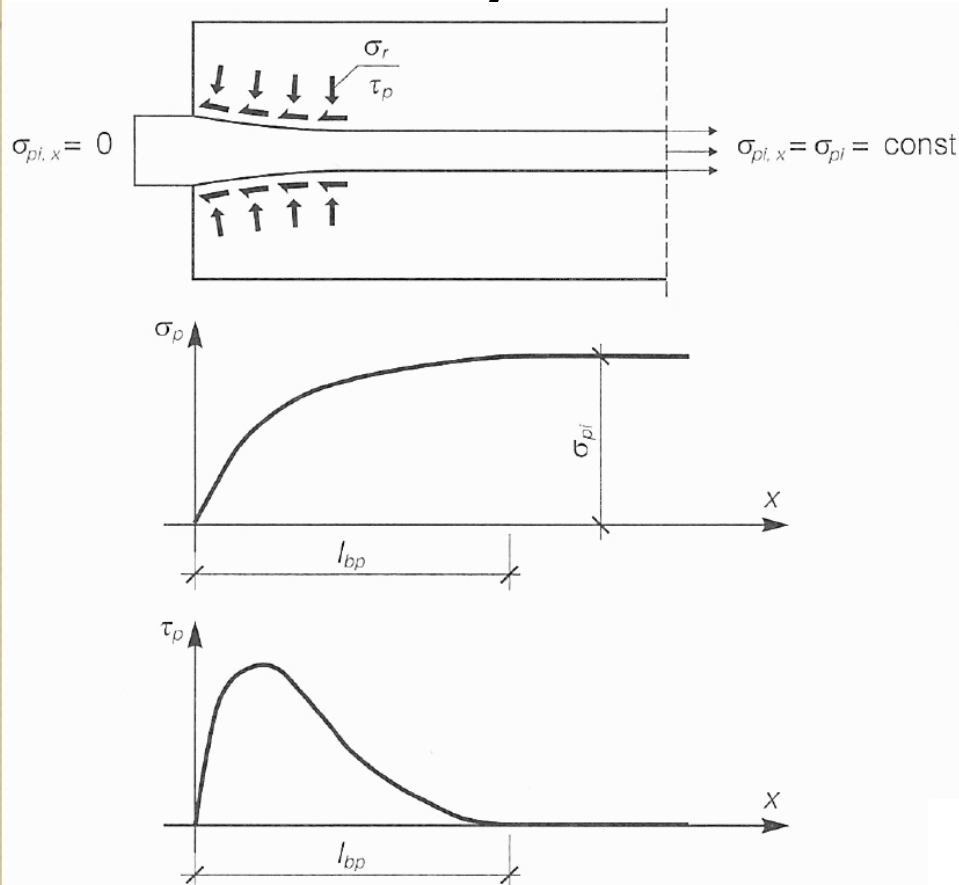 σr
τp
σpi, x = 0
σpi, x = σpi = const
σp
σpi
x
lbp
τp
x
lbp